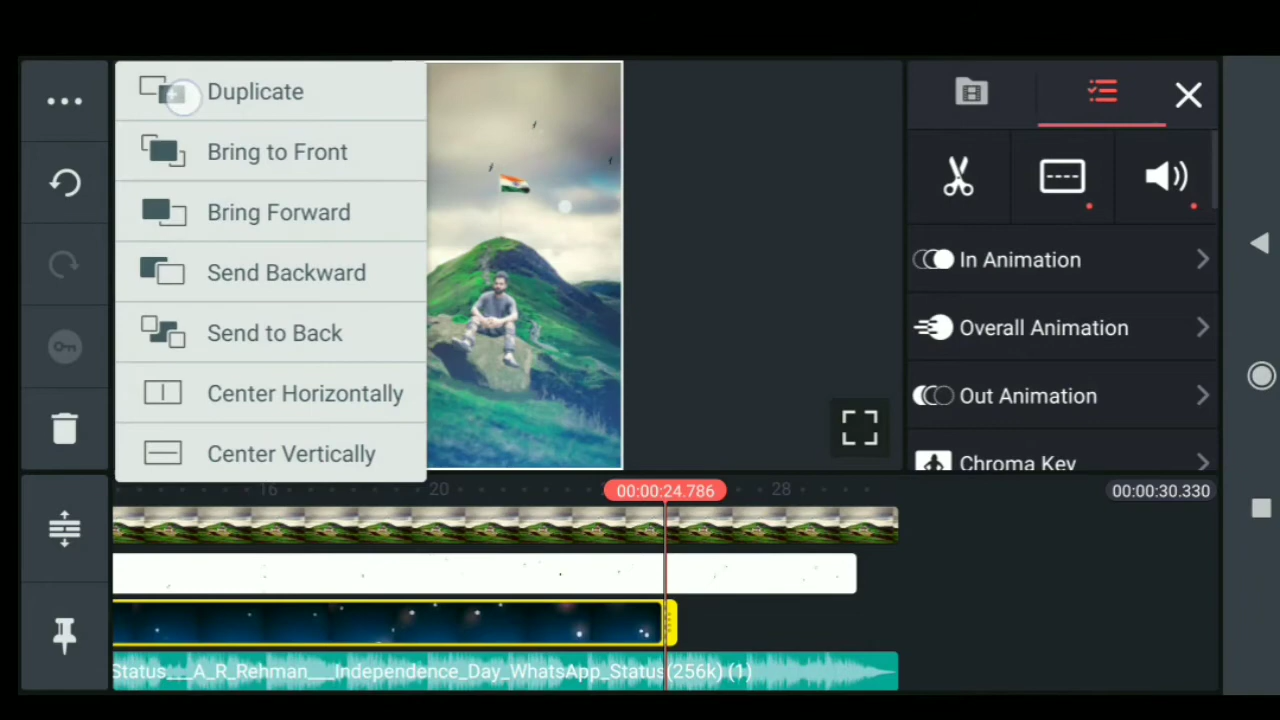 Duplicate
Bring to Front
Bring Forward
Send Backward
Send to Back
Center Horizontally
Center Vertically
In Animation
Overall Animation
Out Animation
Chroma Key
16
20
00:00:24.786
28
00:00:30.330
Status___A_R_Rehman___Independence_Day_WhatsApp_Status(256k) (1)